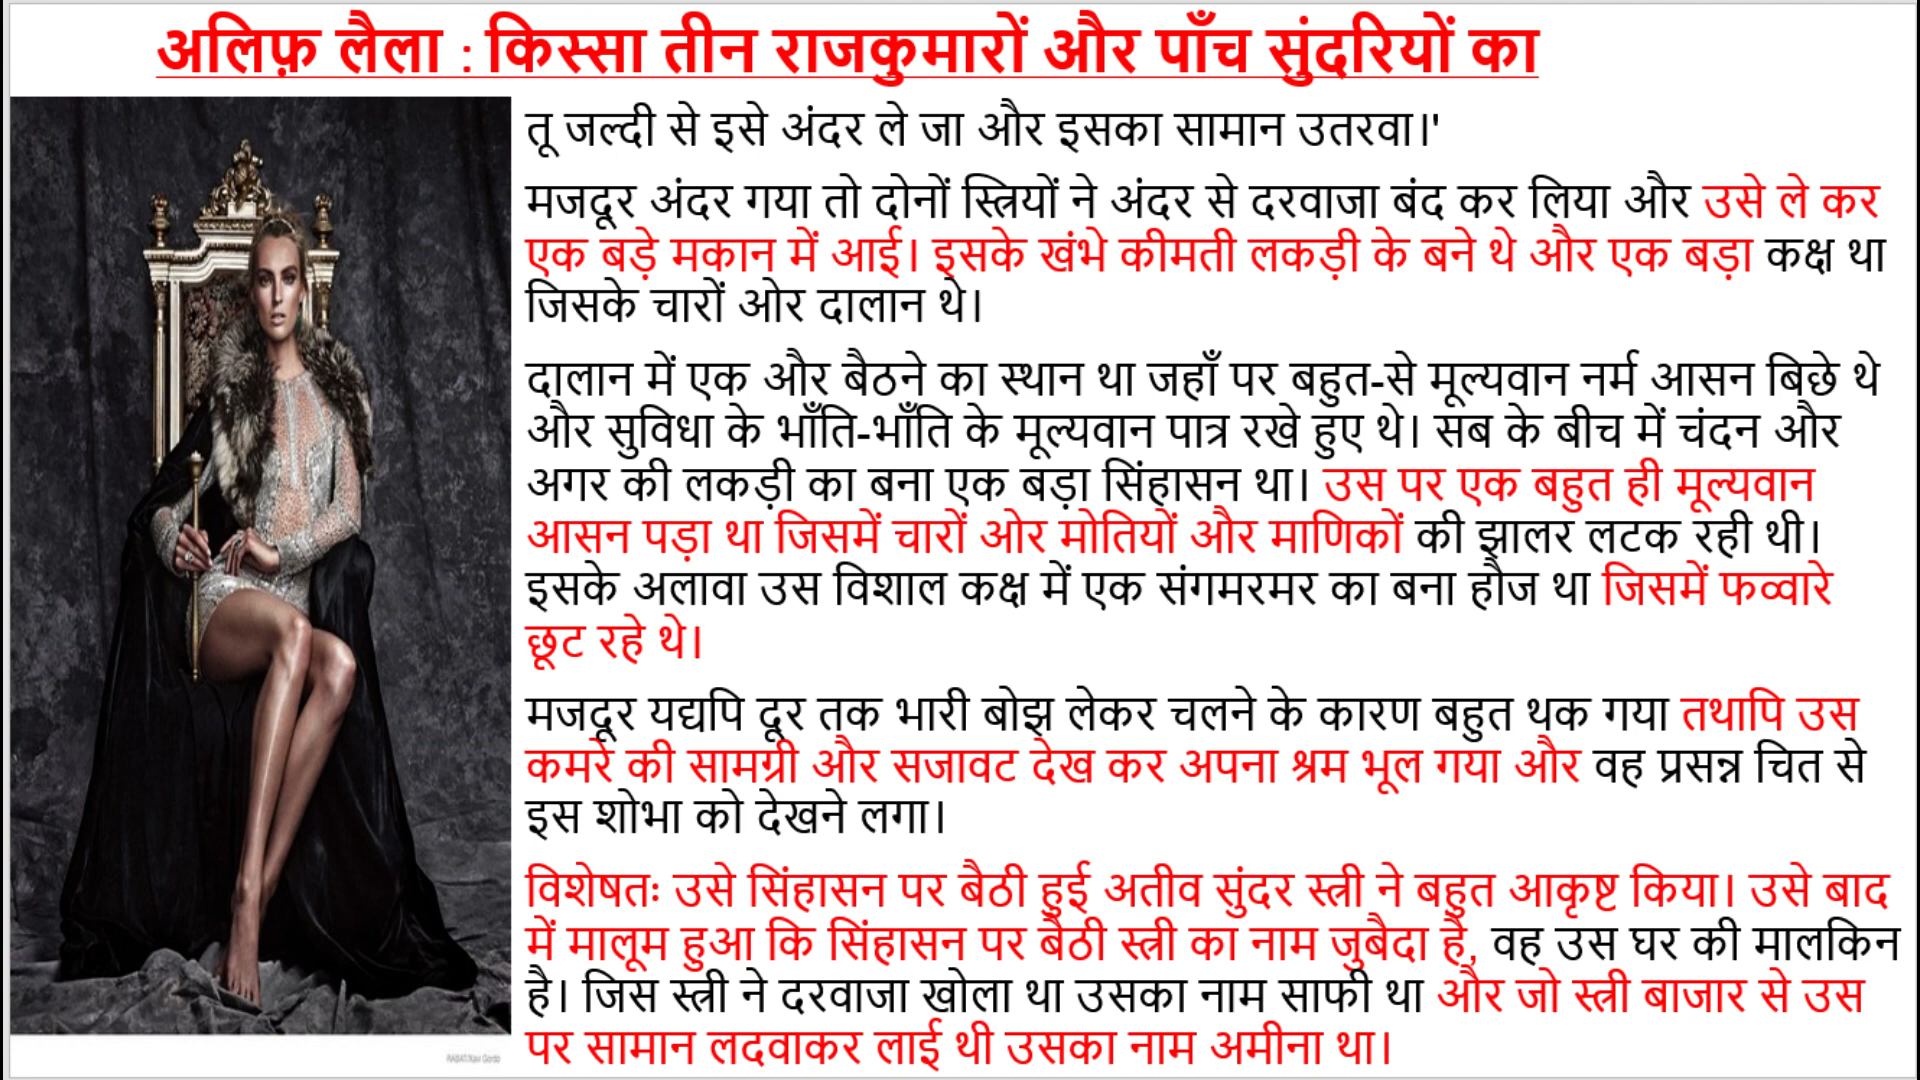 अलिफ़ लैला : किस्सा तीन राजकुमारों और पाँच सुंदरियों का
तू जल्दी से इसे अंदर ले जा और इसका सामान उतरवा।'
मजदूर अंदर गया तो दोनों स्त्रियों ने अंदर से दरवाजा बंद कर लिया और उसे ले कर
एक बड़े मकान में आई। इसके खंभे कीमती लकड़ी के बने थे और एक बड़ा कक्ष था
जिसके चारों ओर दालान थे।
दालान में एक और बैठने का स्थान था जहाँ पर बहुत-से मूल्यवान नर्म आसन बिछे थे
और सुविधा के भाँति-भाँति के मूल्यवान पात्र रखे हुए थे। सब के बीच में चंदन और
अगर की लकड़ी का बना एक बड़ा सिंहासन था। उस पर एक बहुत ही मूल्यवान
आसन पड़ा था जिसमें चारों ओर मोतियों और माणिकों की झालर लटक रही थी।
इसके अलावा उस विशाल कक्ष में एक संगमरमर का बना हौज था जिसमें फव्वारे
छूट रहे थे।
मजदूर यद्यपि दूर तक भारी बोझ लेकर चलने के कारण बहुत थक गया तथापि उस
कमरे की सामग्री और सजावट देख कर अपना श्रम भूल गया और वह प्रसन्न चित से
इस शोभा को देखने लगा।
विशेषतः उसे सिंहासन पर बैठी हुई अतीव सुंदर स्त्री ने बहुत आकृष्ट किया। उसे बाद
में मालूम हुआ कि सिंहासन पर बैठी स्त्री का नाम जुबैदा है, वह उस घर की मालकिन
है। जिस स्त्री ने दरवाजा खोला था उसका नाम साफी था और जो स्त्री बाजार से उस
पर सामान लदवाकर लाई थी उसका नाम अमीना था।